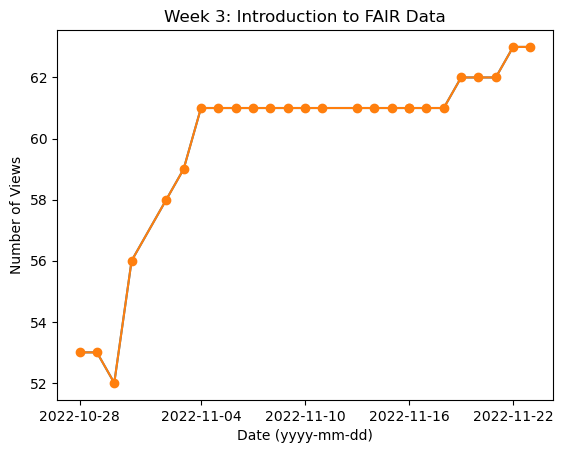 Week 3: Introduction to FAIR Data
Number of Views
62
60
58
56
54
52
2022-10-28 2022-11-04 2022-11-10 2022-11-16 2022-11-22
Date (yyyy-mm-dd)